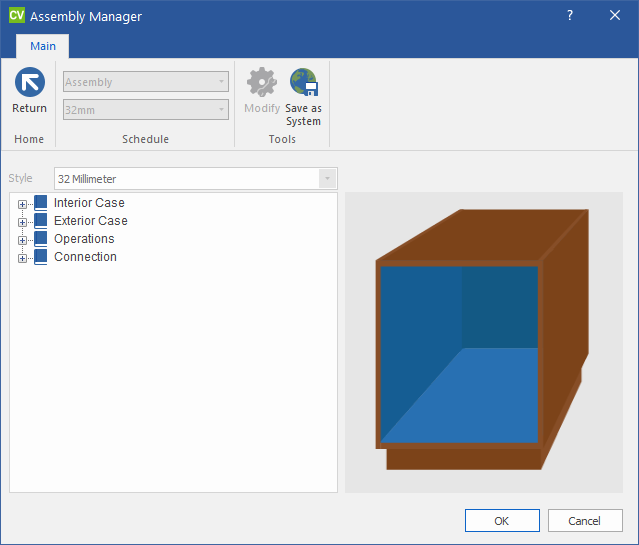 CV Assembly Manager ?
Main
Return
Assembly
32mm
Modify
Save as
System
Home
Schedule
Tools
Style
32 Millimeter
Interior Case
Exterior Case
Operations
Connection
OK
Cancel